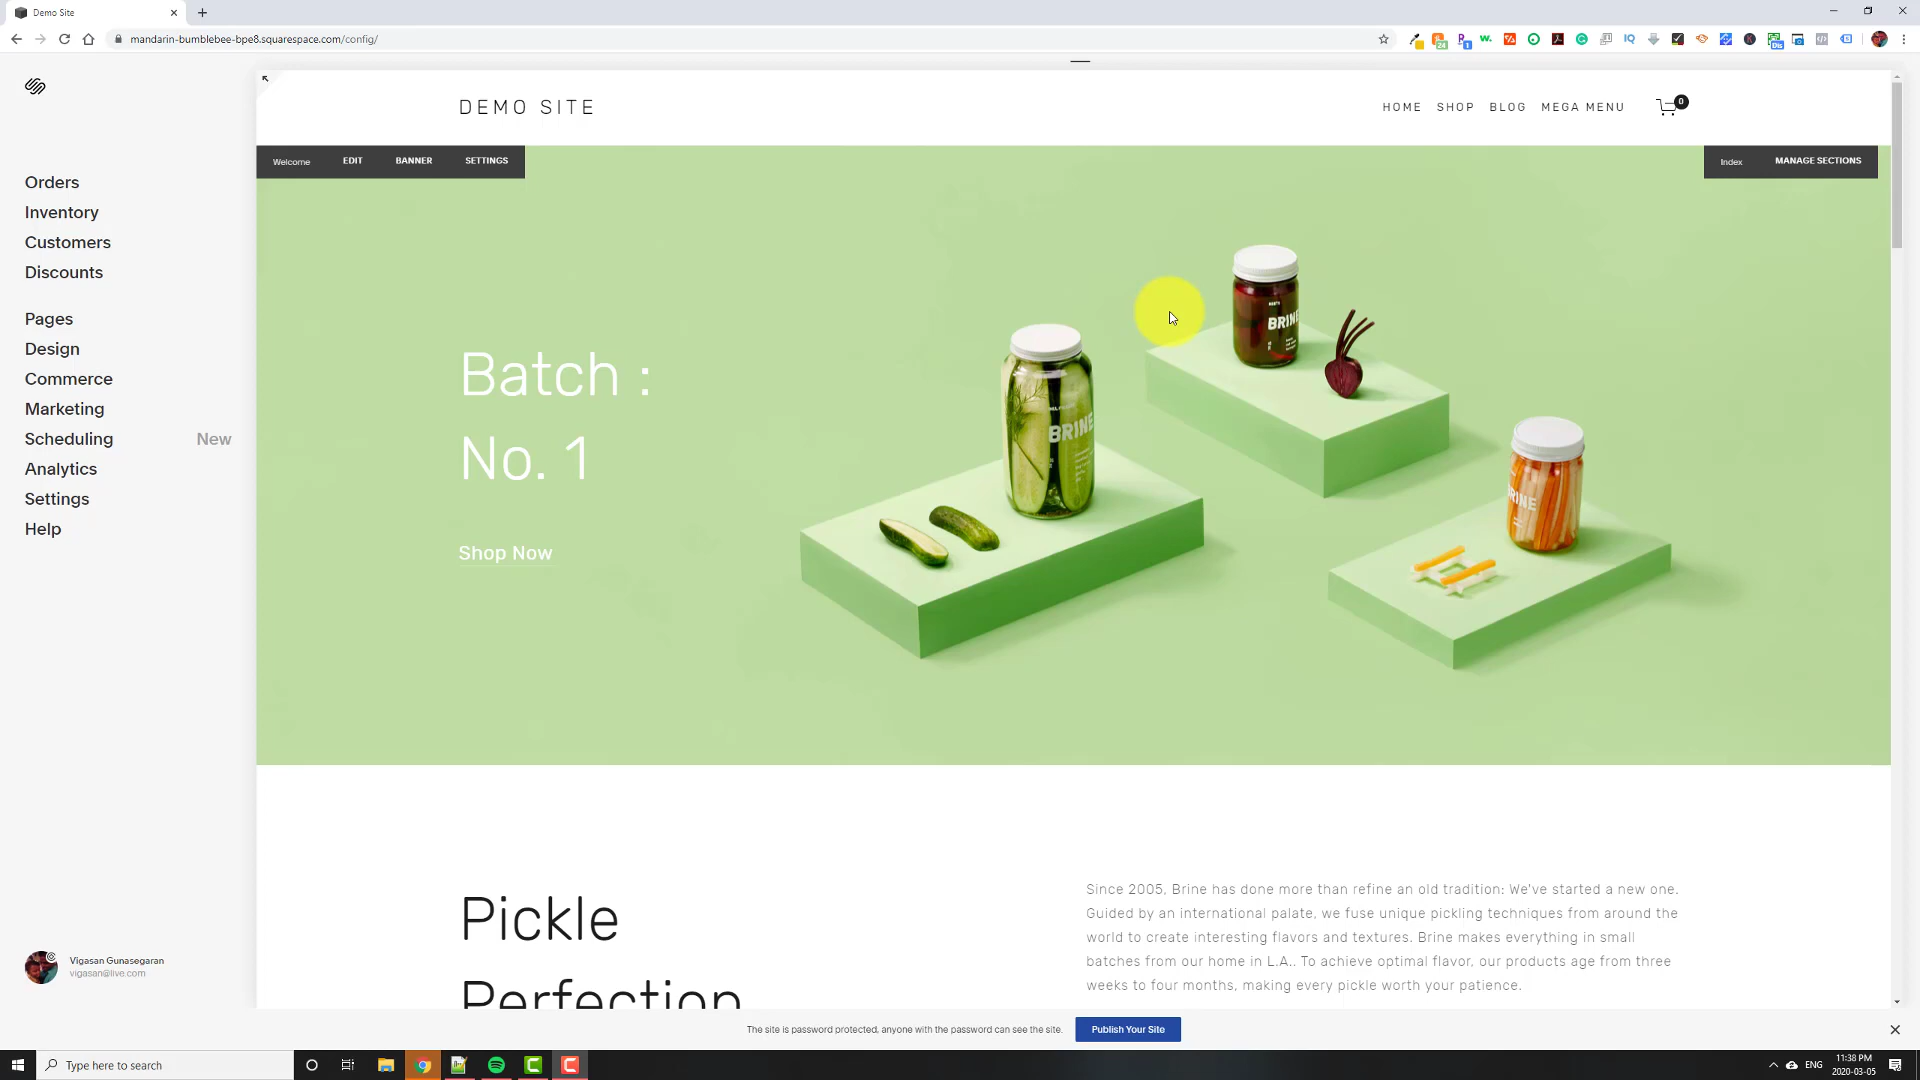 Demo Site
mandarin-bumblebee-bpe8.squarespace.com/config/
DEMO SITE
HOME SHOP BLOG MEGA MENU
0
Welcome EDIT BANNER SETTINGS
Index MANAGE SECTIONS
Orders
Inventory
Customers
Discounts
Pages
Design
Commerce
Marketing
Scheduling New
Analytics
Settings
Help
Batch :
No. 1
Shop Now
BRINE
BRINE
BRINE
Pickle
Perfection
Since 2005, Brine has done more than refine an old tradition: We've started a new one.
Guided by an international palate, we fuse unique pickling techniques from around the
world to create interesting flavors and textures. Brine makes everything in small
batches from our home in L.A.. To achieve optimal flavor, our products age from three
weeks to four months, making every pickle worth your patience.
Vigasan Gunasegaran
vigasan@live.com
The site is password protected, anyone with the password can see the site.
Publish Your Site
Type here to search
ENG
11:38 PM
2020-03-05